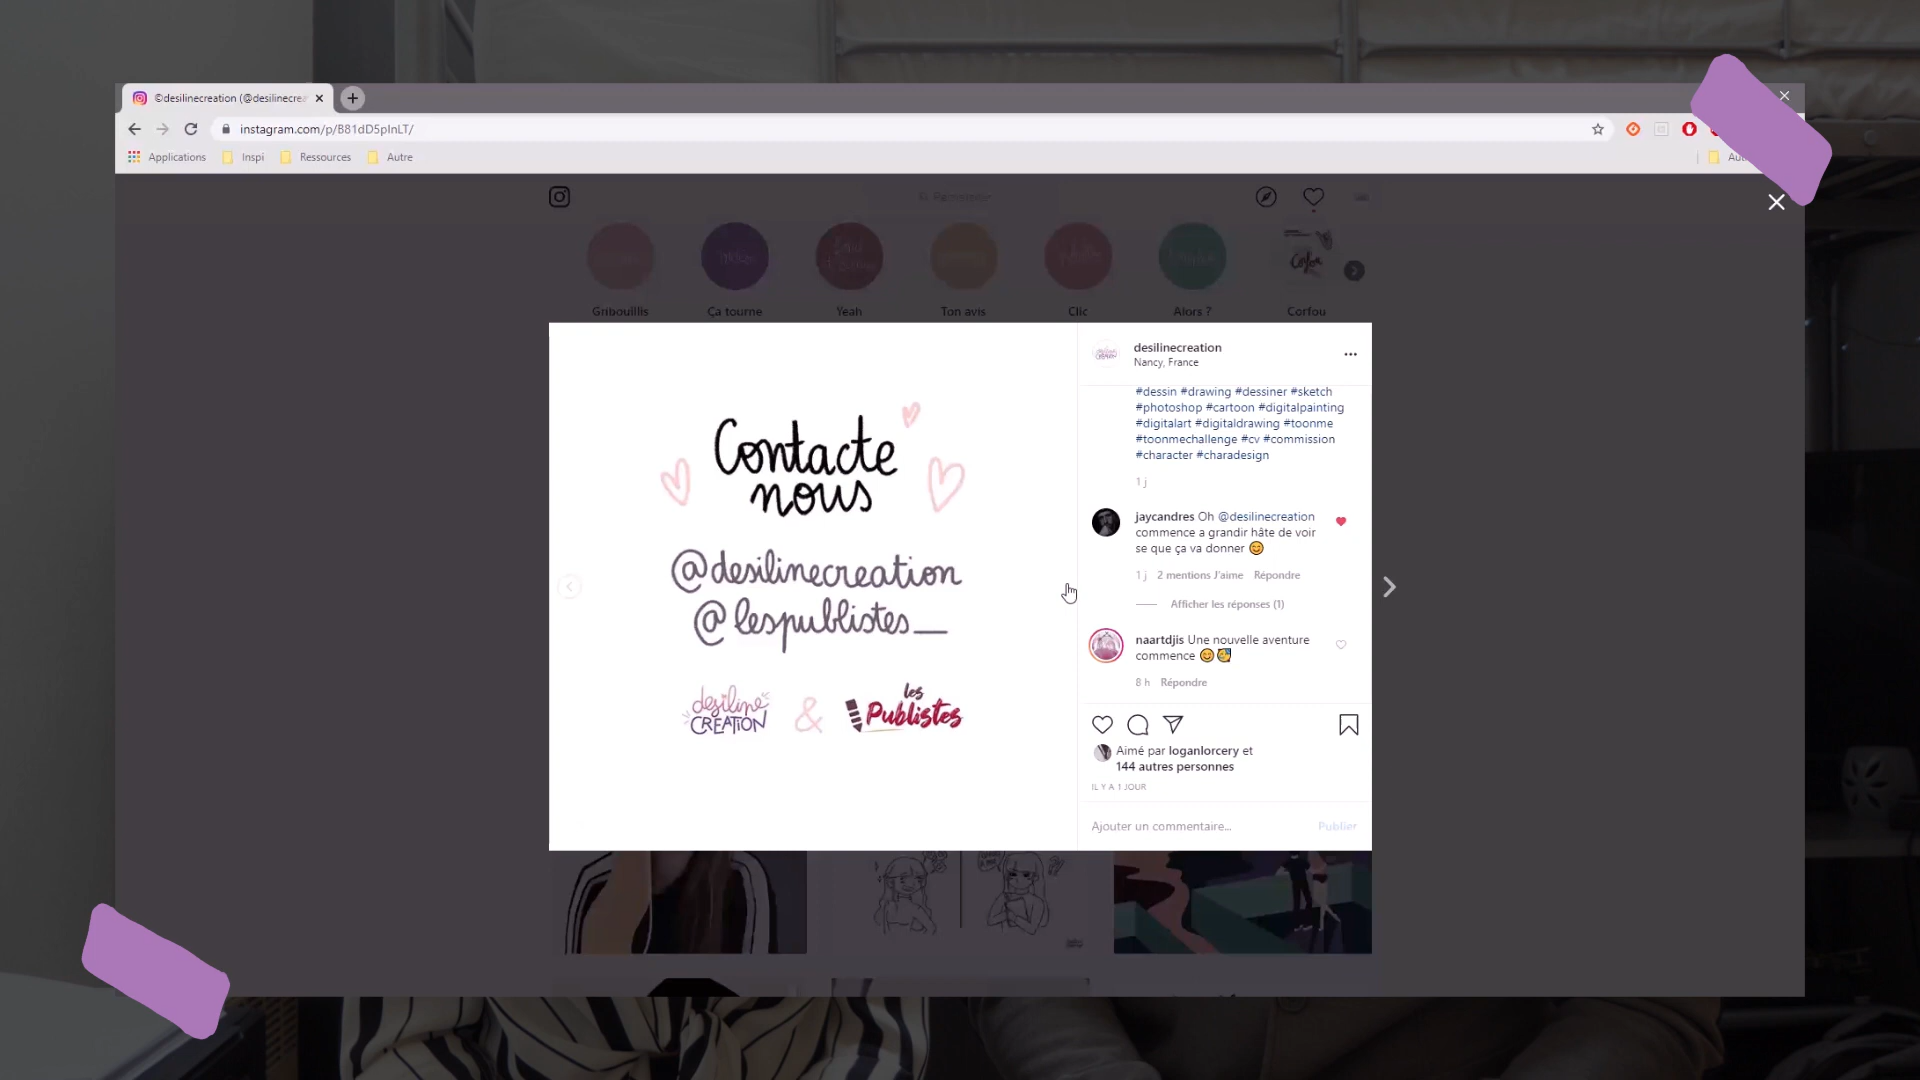 ©desilinecreation (@desilinecrea
instagram.com/p/B81dD5pInLT/
Applications
Inspi
Ressources
Autre
Gribouillis
Ça tourne
Yeah
Ton avis
Clic
Alors ?
Corfou
Contacte
nous
@desilinecreation
@lespublistes__
desiline
CREATION
&
les
Publistes
desilinecreation
Nancy, France
#dessin #drawing #dessiner #sketch
#photoshop #cartoon #digitalpainting
#digitalart #digitaldrawing #toonme
#toonmechallenge #cv #commission
#character #charadesign
1 j
jaycandres Oh @desilinecreation
commence a grandir hâte de voir
se que ça va donner 😊
1 j 2 mentions J'aime Répondre
Afficher les réponses (1)
naartdjis Une nouvelle aventure
commence 😊🥳
8 h Répondre
Aimé par loganlorcery et
144 autres personnes
IL Y A 1 JOUR
Ajouter un commentaire...
Publier